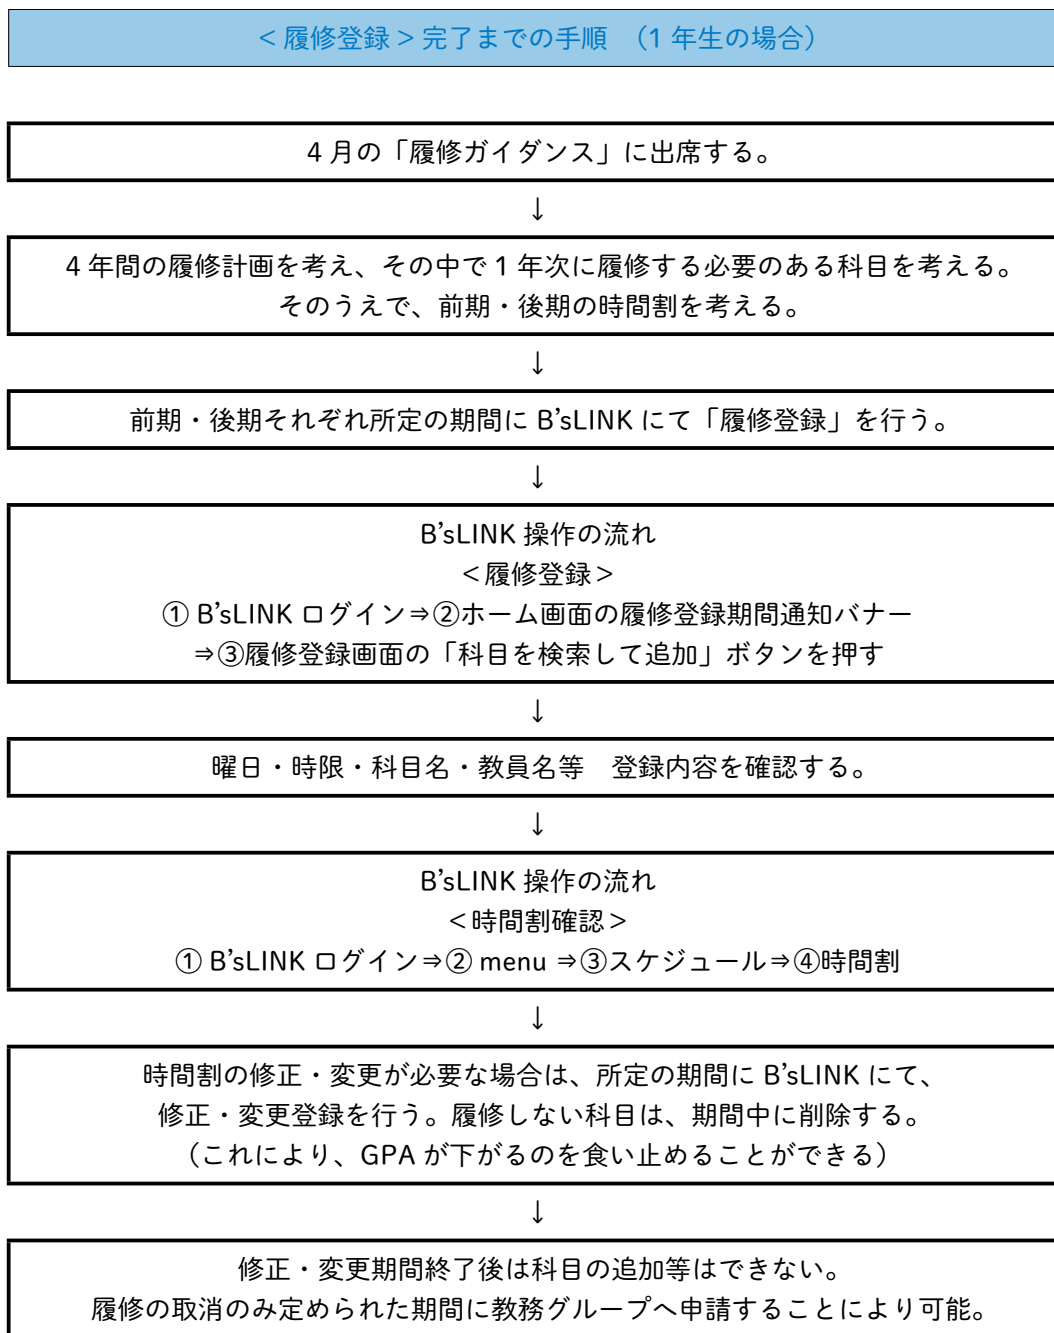 ＜履修登録＞完了までの手順　（1 年生の場合）
4 月の「履修ガイダンス」に出席する。
↓
4 年間の履修計画を考え、その中で 1 年次に履修する必要のある科目を考える。
そのうえで、前期・後期の時間割を考える。
↓
前期・後期それぞれ所定の期間に B’sLINK にて「履修登録」を行う。
↓
B’sLINK 操作の流れ
＜履修登録＞
① B’sLINK ログイン⇒②ホーム画面の履修登録期間通知バナー
⇒③履修登録画面の「科目を検索して追加」ボタンを押す
↓
曜日・時限・科目名・教員名等　登録内容を確認する。
↓
B’sLINK 操作の流れ
＜時間割確認＞
① B’sLINK ログイン⇒② menu ⇒③スケジュール⇒④時間割
↓
時間割の修正・変更が必要な場合は、所定の期間に B’sLINK にて、
修正・変更登録を行う。履修しない科目は、期間中に削除する。
（これにより、GPA が下がるのを食い止めることができる）
↓
修正・変更期間終了後は科目の追加等はできない。
履修の取消のみ定められた期間に教務グループへ申請することにより可能。